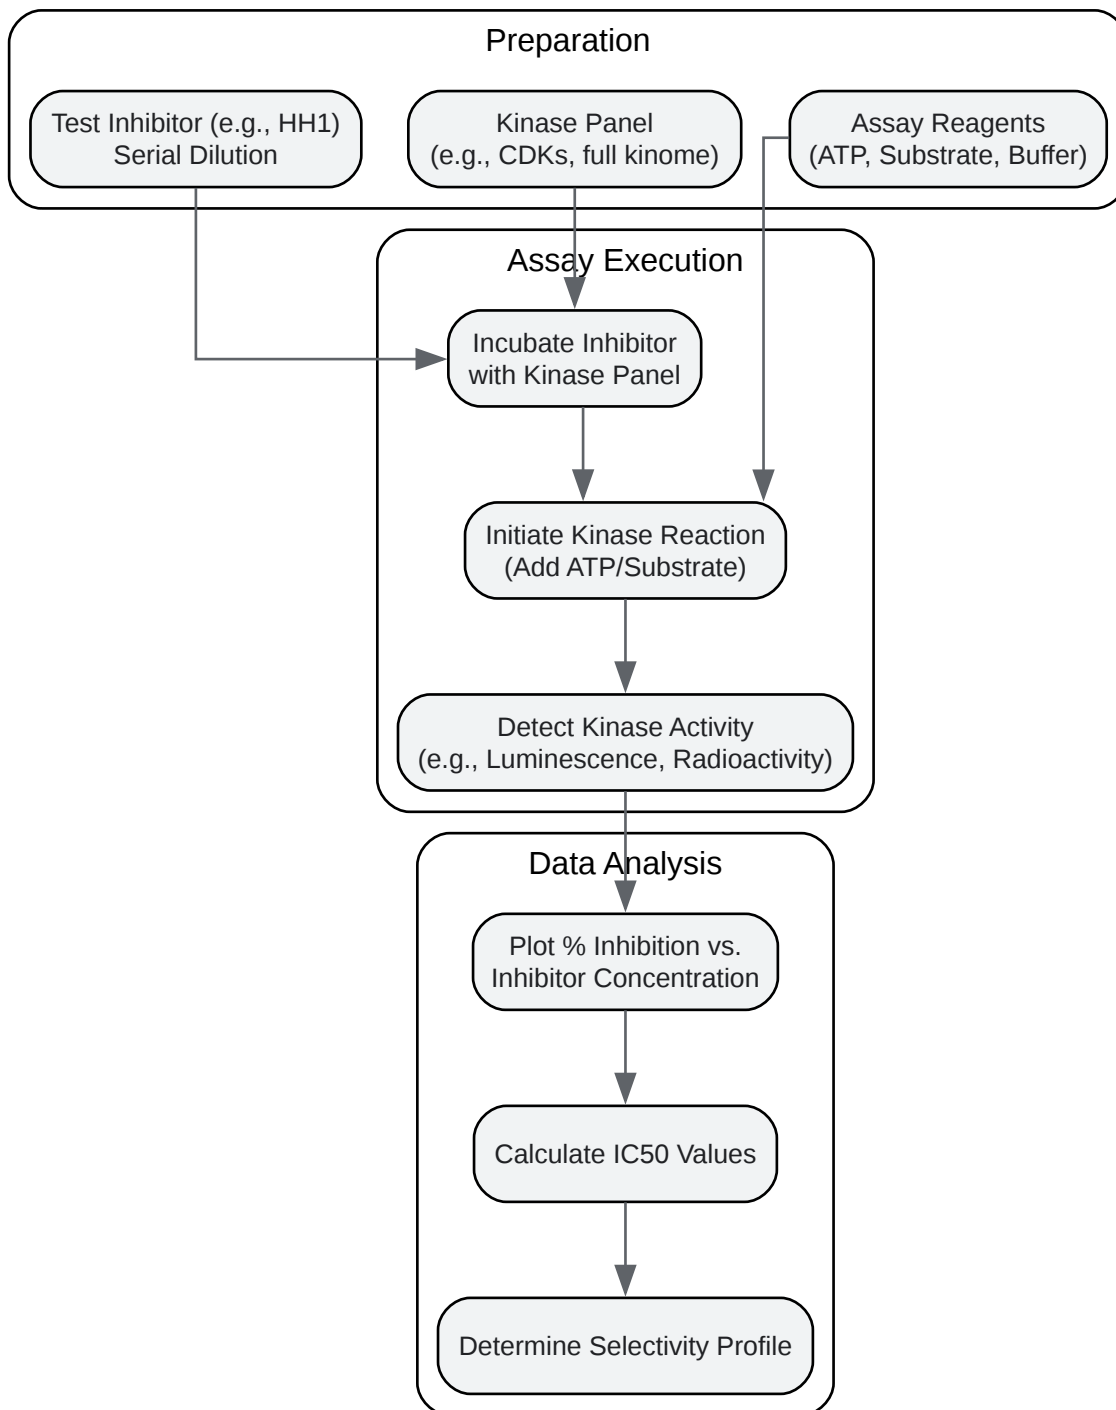 Preparation
Test Inhibitor (e.g., HH1)
Serial Dilution
Kinase Panel
(e.g., CDKs, full kinome)
Assay Reagents
(ATP, Substrate, Buffer)
Assay Execution
Incubate Inhibitor
with Kinase Panel
Initiate Kinase Reaction
(Add ATP/Substrate)
Detect Kinase Activity
(e.g., Luminescence, Radioactivity)
Data Analysis
Plot % Inhibition vs.
Inhibitor Concentration
Calculate IC50 Values
Determine Selectivity Profile